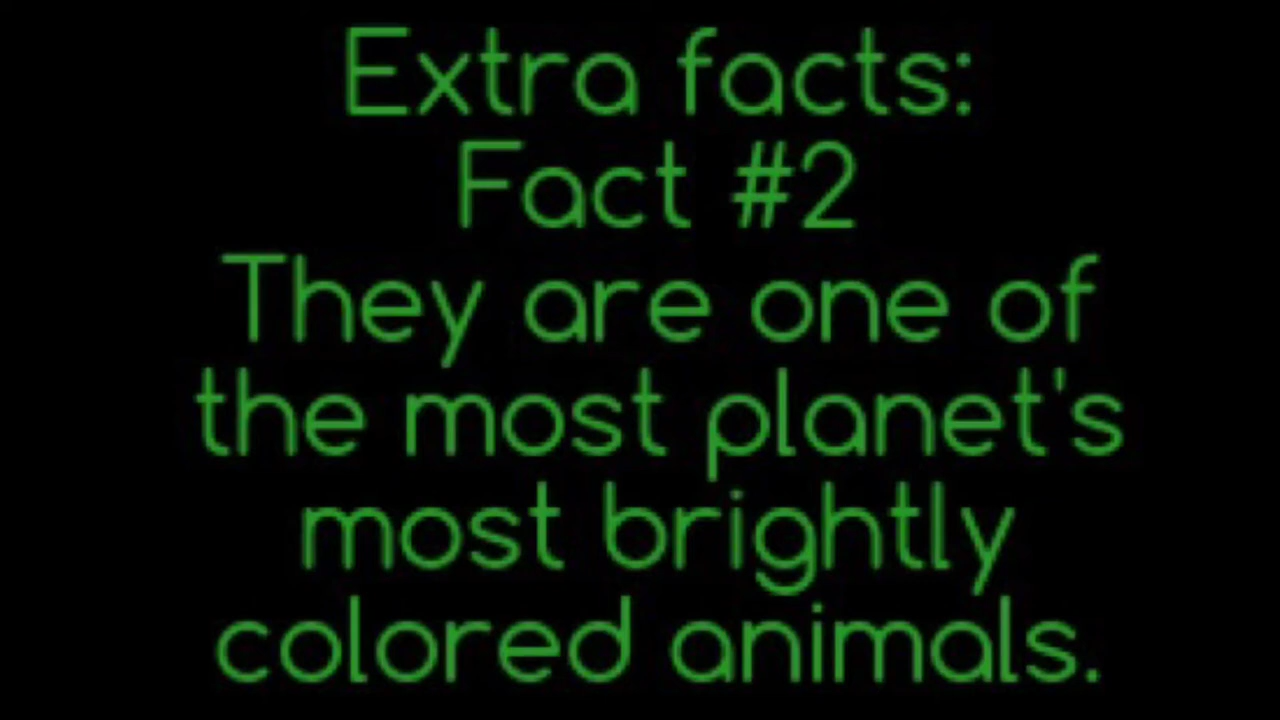 Extra facts:
Fact #2
They are one of
the most planet's
most brightly
colored animals.